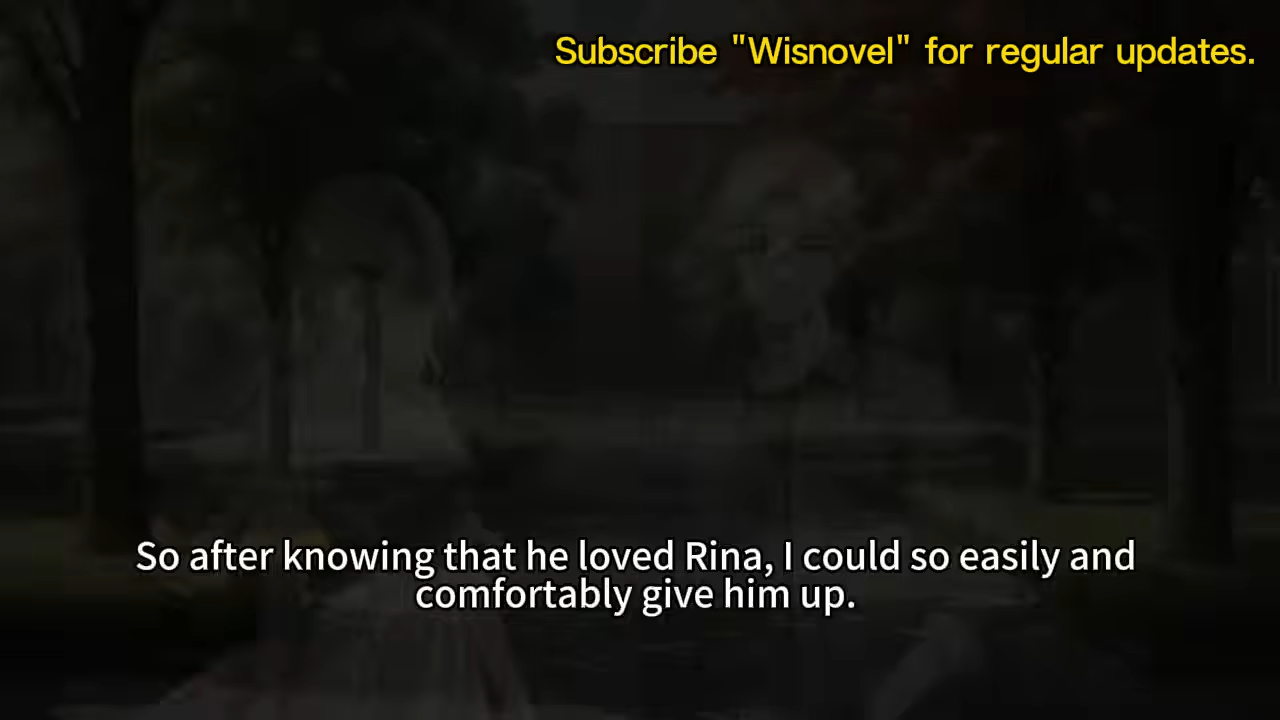 Subscribe "Wisnovel" for regular updates.
So after knowing that he loved Rina, I could so easily and
comfortably give him up.